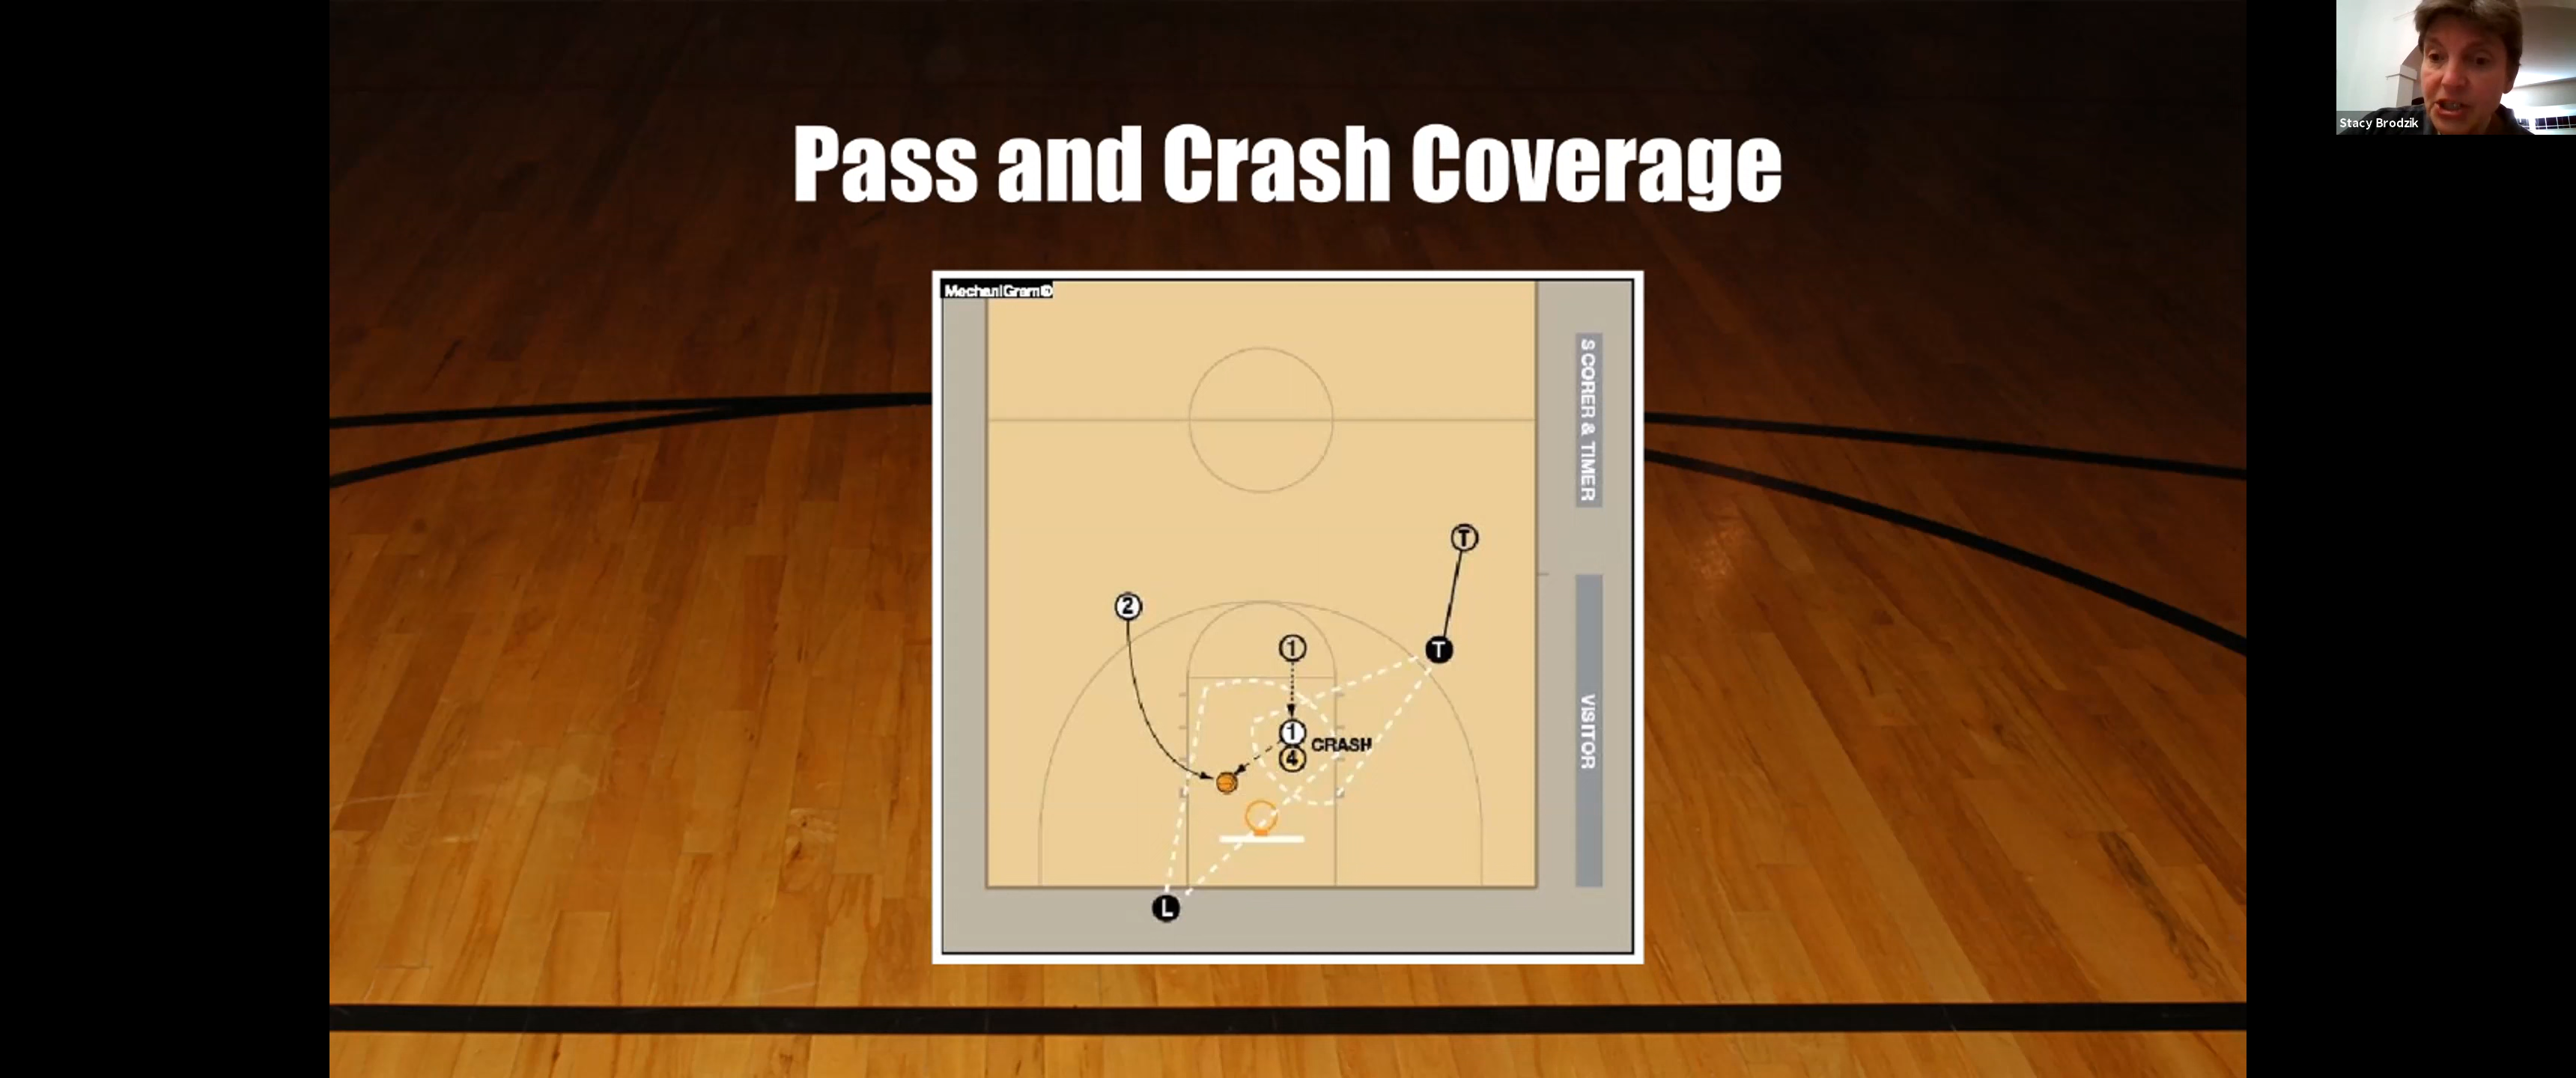 Pass and Crash Coverage
Stacy Brodzik
MechaniGram©
SCORER & TIMER
T
2
1
T
1
CRASH
4
VISITOR
L